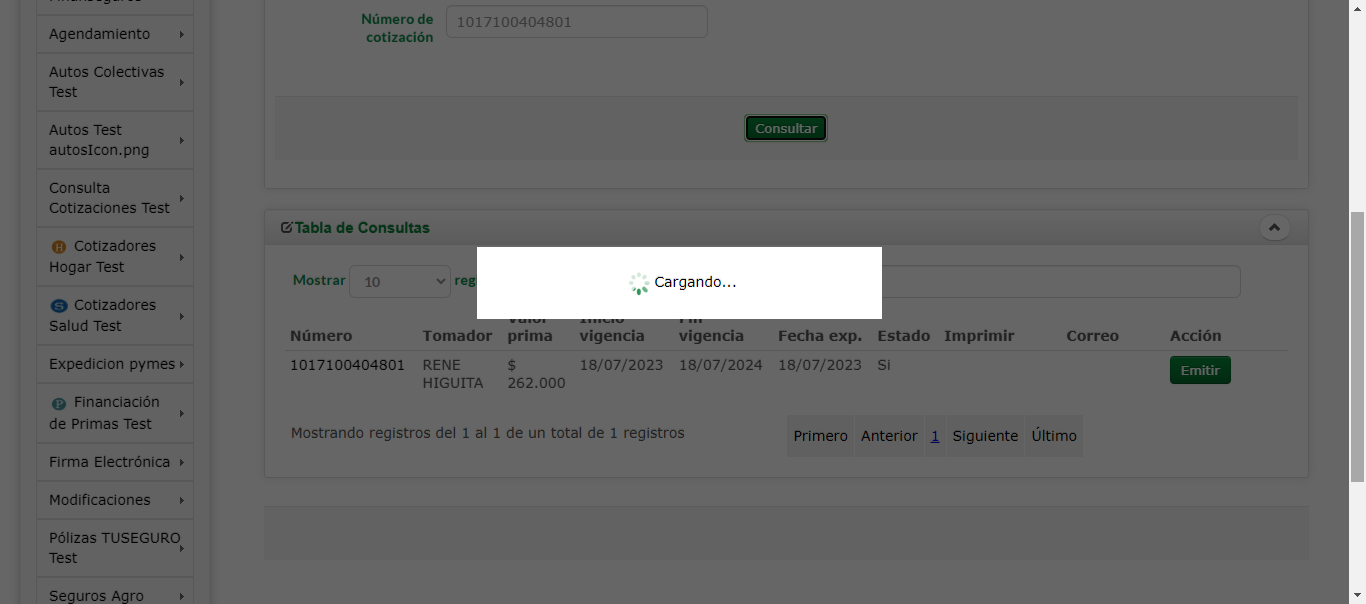 Agendamiento
Autos Colectivas
Test
Autos Test
autosIcon.png
Consulta
Cotizaciones Test
H Cotizadores
Hogar Test
S Cotizadores
Salud Test
Expedicion pymes
P Financiación
de Primas Test
Firma Electrónica
Modificaciones
Pólizas TUSEGURO
Test
Seguros Agro
Número de
cotización
1017100404801
Consultar
Tabla de Consultas
Mostrar 10
Cargando...
Número Tomador prima vigencia vigencia Fecha exp. Estado Imprimir Correo Acción
1017100404801 RENE $ 18/07/2023 18/07/2024 18/07/2023 Si Emitir
HIGUITA 262.000
Mostrando registros del 1 al 1 de un total de 1 registros
Primero Anterior 1 Siguiente Último